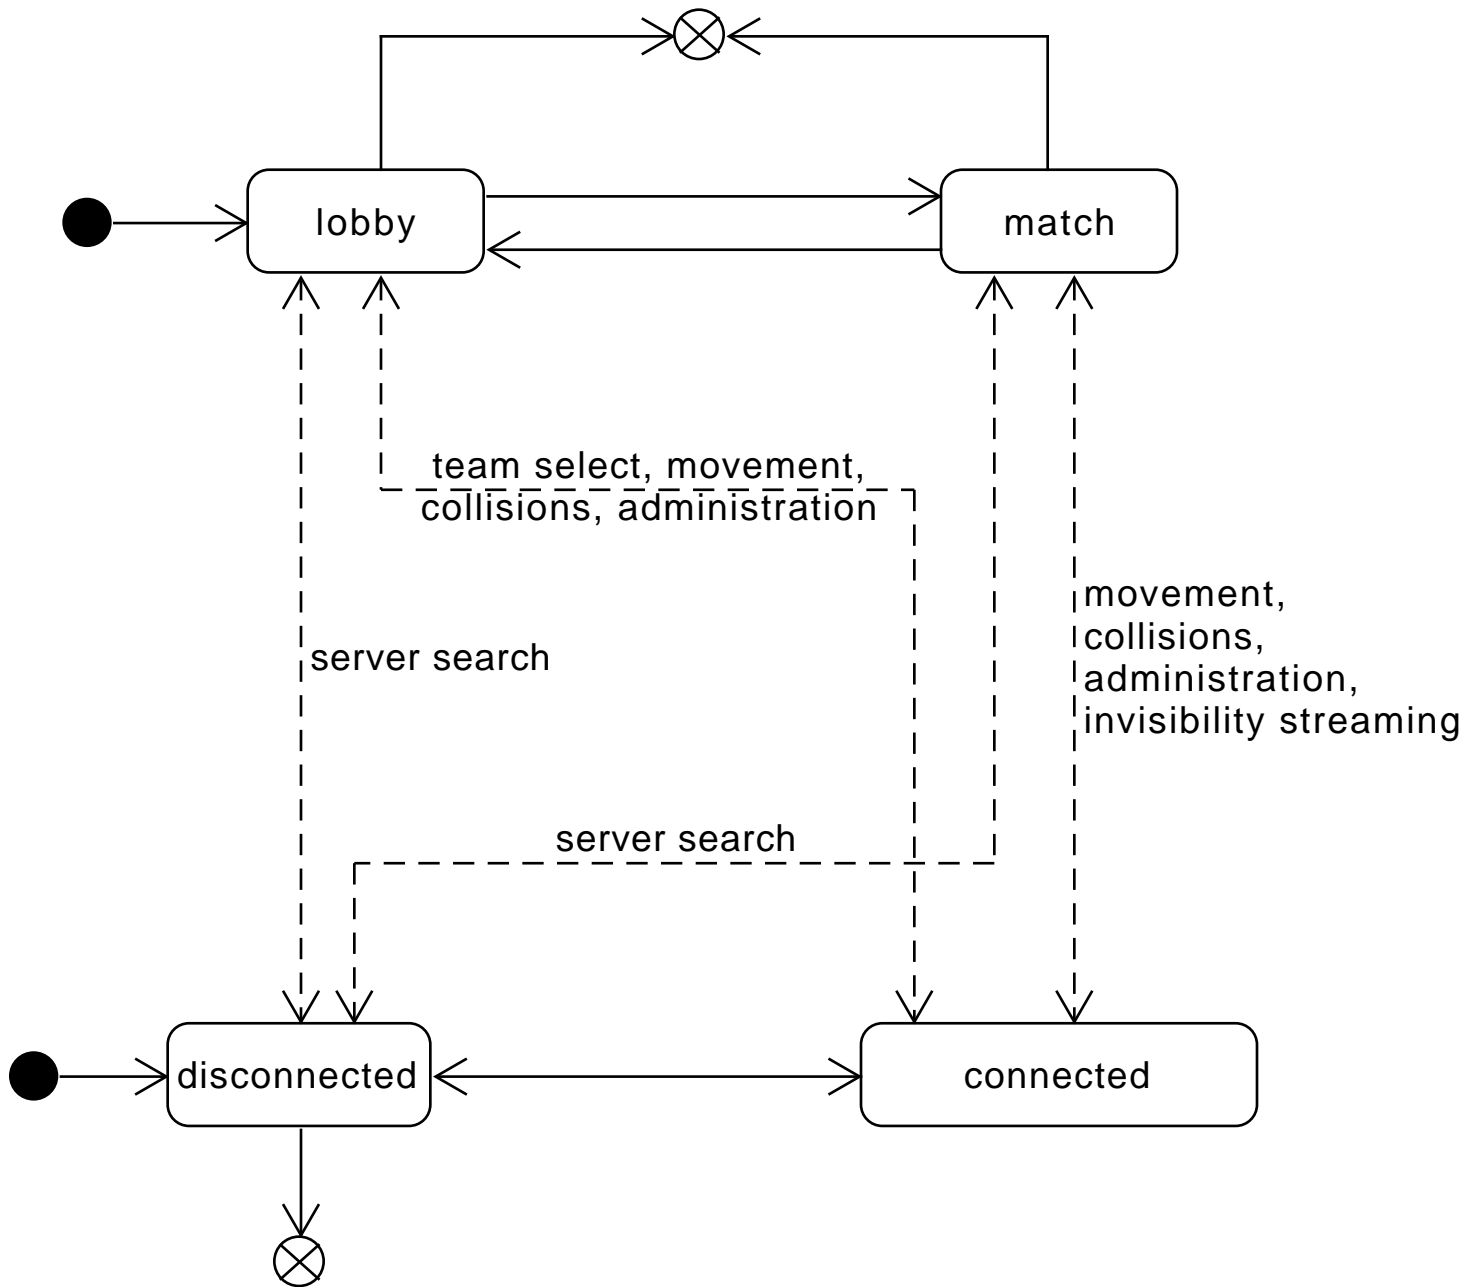 lobby
match
team select, movement,
collisions, administration
movement,
collisions,
administration,
invisibility streaming
server search
server search
disconnected
connected